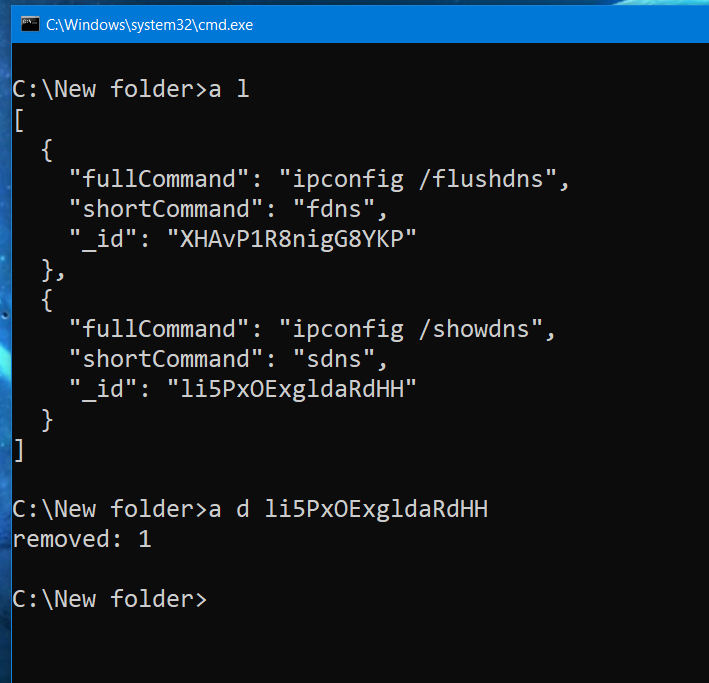 C:\Windows\system32\cmd.exe
C:\New folder>a l
[
  {
    "fullCommand": "ipconfig /flushdns",
    "shortCommand": "fdns",
    "_id": "XHAvP1R8nigG8YKP"
  },
  {
    "fullCommand": "ipconfig /showdns",
    "shortCommand": "sdns",
    "_id": "li5PxOExgldaRdHH"
  }
]
C:\New folder>a d li5PxOExgldaRdHH
removed: 1
C:\New folder>